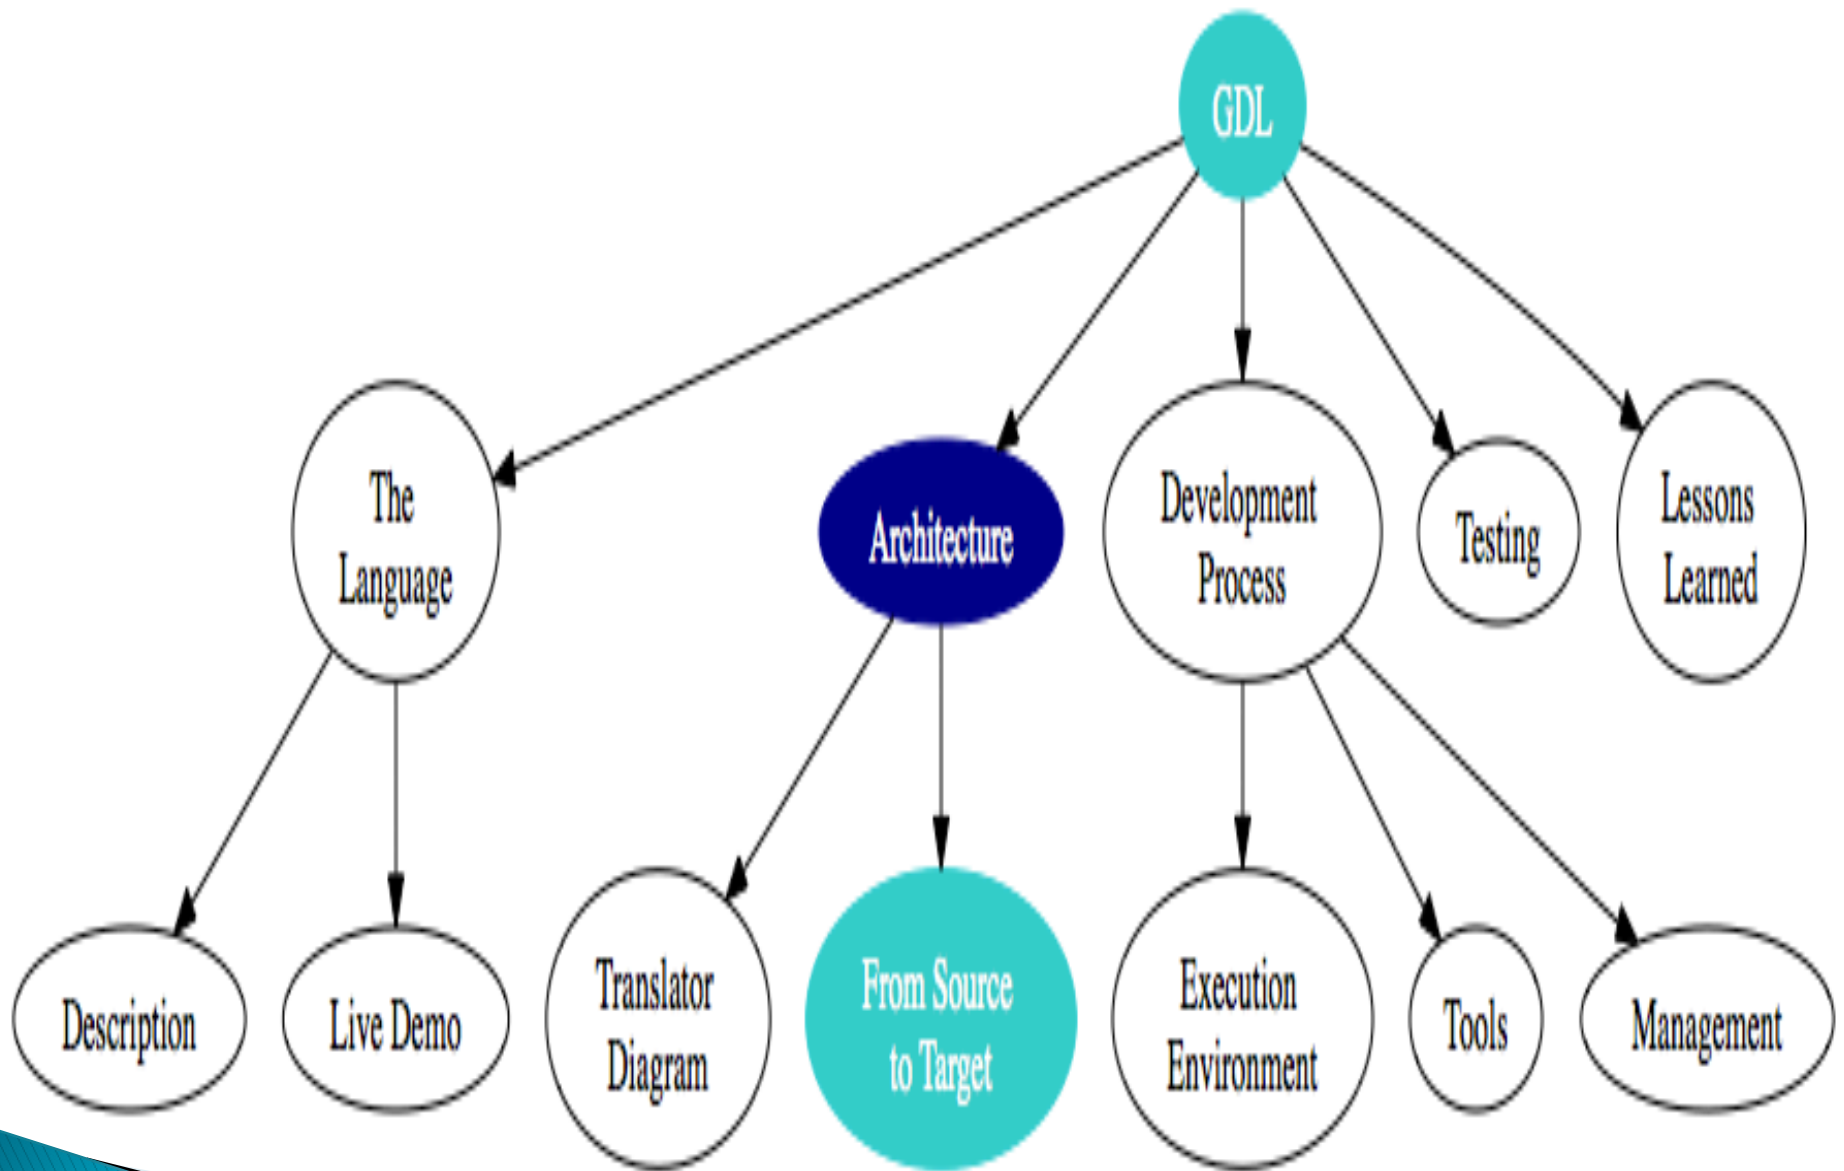 GDL
The
Language
Architecture
Development
Process
Testing
Lessons
Learned
Description
Live Demo
Translator
Diagram
From Source
to Target
Execution
Environment
Tools
Management